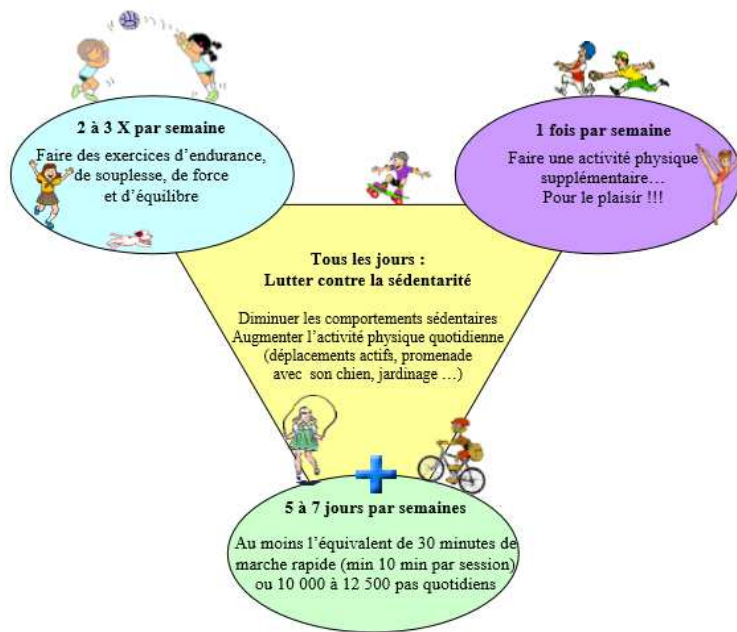 2 à 3 X par semaine
Faire des exercices d’endurance,
de souplesse, de force
et d’équilibre
1 fois par semaine
Faire une activité physique
supplémentaire…
Pour le plaisir !!!
Tous les jours :
Lutter contre la sédentarité
Diminuer les comportements sédentaires
Augmenter l’activité physique quotidienne
(déplacements actifs, promenade
avec son chien, jardinage …)
5 à 7 jours par semaines
Au moins l’équivalent de 30 minutes de
marche rapide (min 10 min par session)
ou 10 000 à 12 500 pas quotidiens